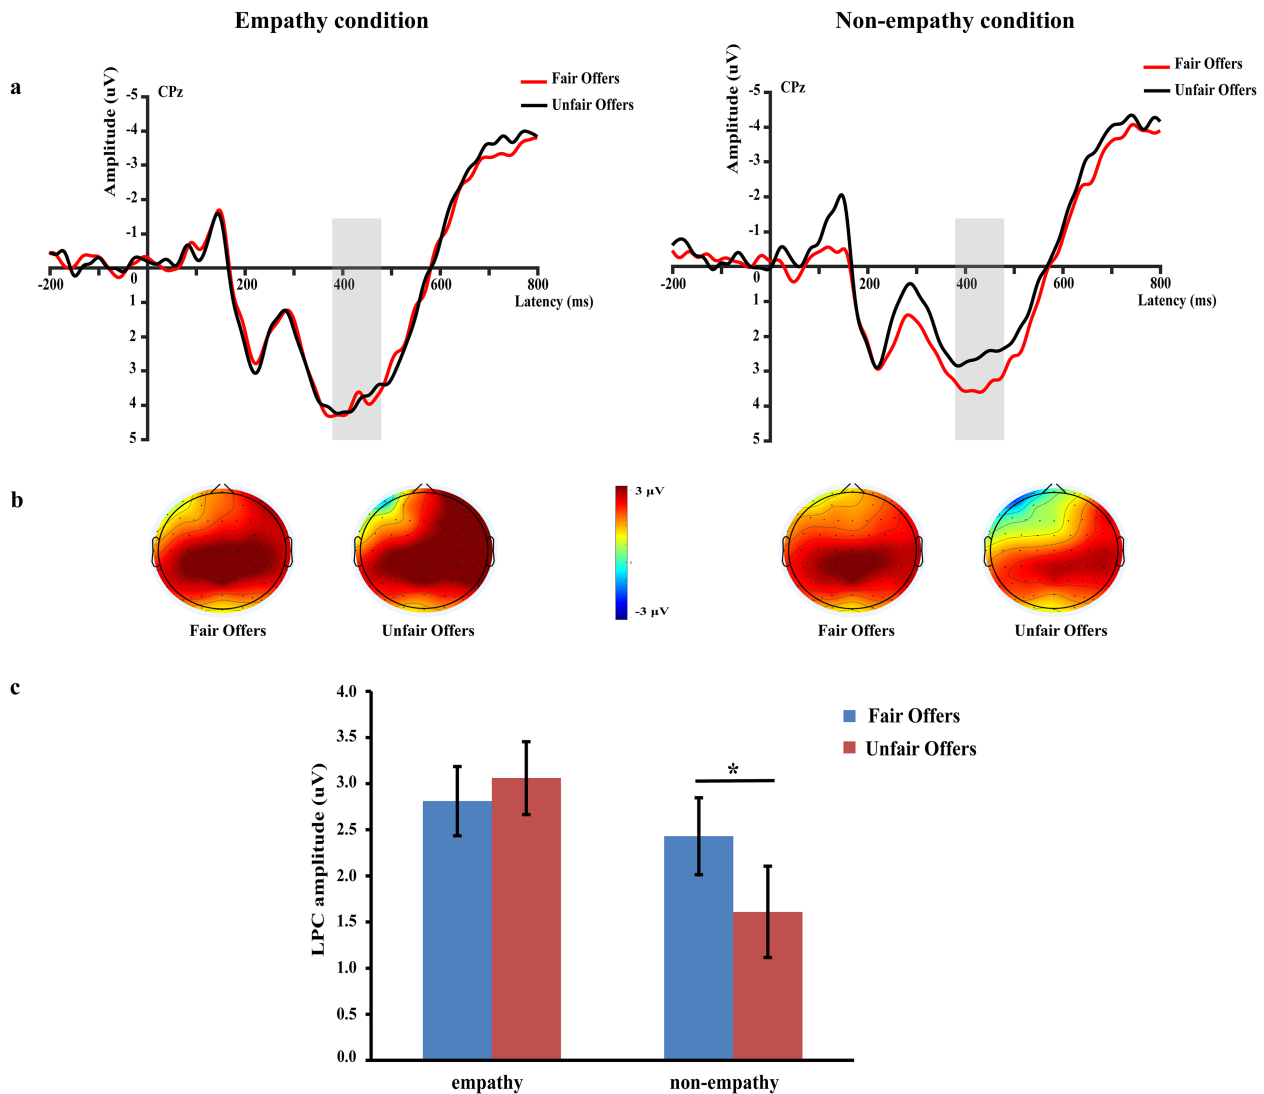 Empathy condition
Non-empathy condition
a
Amplitude (uV)
CPz
Fair Offers
Unfair Offers
-5
-4
-3
-2
-1
0
1
2
3
4
5
-200
200
400
600
800
Latency (ms)
Amplitude (uV)
CPz
Fair Offers
Unfair Offers
-5
-4
-3
-2
-1
0
1
2
3
4
5
-200
200
400
600
800
Latency (ms)
b
3 μV
-3 μV
Fair Offers
Unfair Offers
Fair Offers
Unfair Offers
c
LPC amplitude (uV)
4.0
3.5
3.0
2.5
2.0
1.5
1.0
0.5
0.0
*
Fair Offers
Unfair Offers
empathy
non-empathy